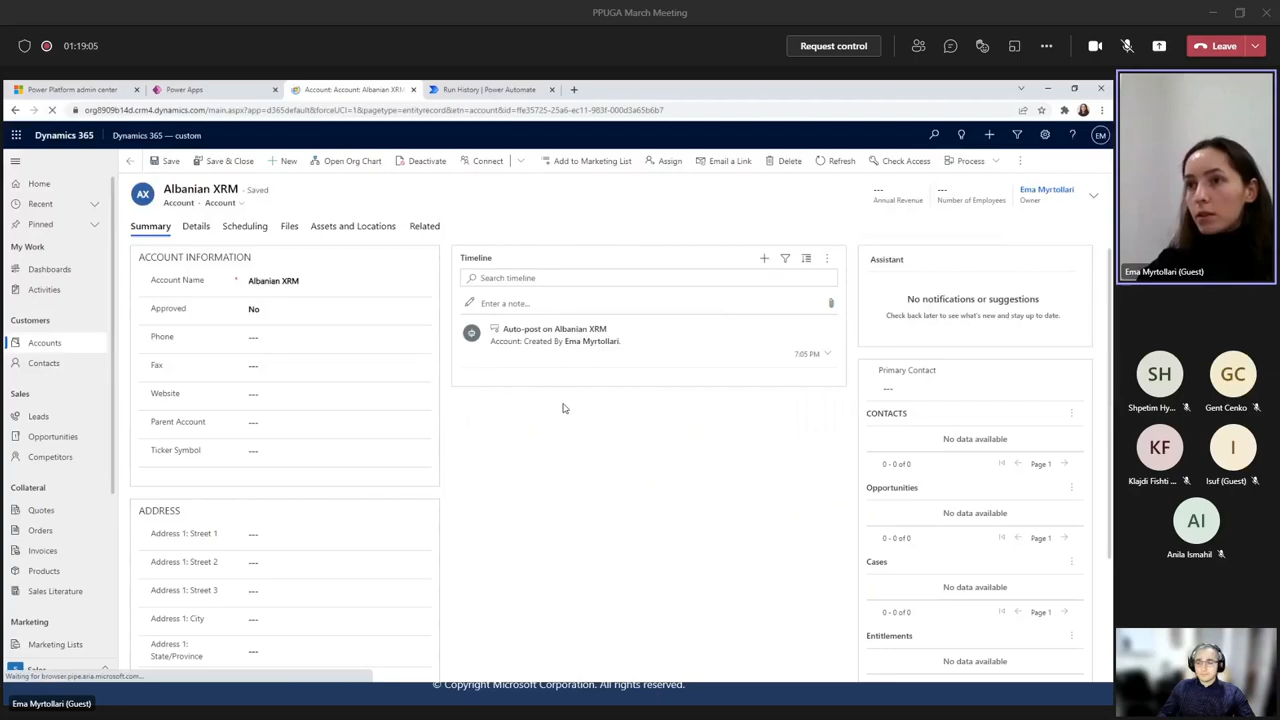 PPUGA March Meeting
01:19:05
Request control
Leave
Power Platform admin center
Power Apps
Account: Account: Albanian XRM
Run History | Power Automate
org8909b14d.crm4.dynamics.com/main.aspx?app=d365default&forceUCI=1&pagetype=entityrecord&etn=account&id=ffe35725-25a6-ec11-983f-000d3a65b6b7
Dynamics 365
Dynamics 365 — custom
EM
Save
Save & Close
New
Open Org Chart
Deactivate
Connect
Add to Marketing List
Assign
Email a Link
Delete
Refresh
Check Access
Process
Home
Recent
Pinned
My Work
Dashboards
Activities
Customers
Accounts
Contacts
Sales
Leads
Opportunities
Competitors
Collateral
Quotes
Orders
Invoices
Products
Sales Literature
Marketing
Marketing Lists
Sales
Waiting for browser.pipe.aria.microsoft.com...
AX
Albanian XRM - Saved
Account · Account
---
Annual Revenue
---
Number of Employees
Ema Myrtollari
Owner
Summary
Details
Scheduling
Files
Assets and Locations
Related
ACCOUNT INFORMATION
Account Name * Albanian XRM
Approved No
Phone ---
Fax ---
Website ---
Parent Account ---
Ticker Symbol ---
ADDRESS
Address 1: Street 1 ---
Address 1: Street 2 ---
Address 1: Street 3 ---
Address 1: City ---
Address 1:
State/Province ---
Timeline
Search timeline
Enter a note...
Auto-post on Albanian XRM
Account: Created By Ema Myrtollari.
7:05 PM
Assistant
No notifications or suggestions
Check back later to see what's new and stay up to date.
Primary Contact
---
CONTACTS
No data available
0 - 0 of 0 Page 1
Opportunities
No data available
0 - 0 of 0 Page 1
Cases
No data available
0 - 0 of 0 Page 1
Entitlements
No data available
© Copyright Microsoft Corporation. All rights reserved.
Ema Myrtollari (Guest)
Ema Myrtollari (Guest)
SH
Shpetim Hy...
GC
Gent Cenko
KF
Klajdi Fishti ...
I
Isuf (Guest)
AI
Anila Ismahil